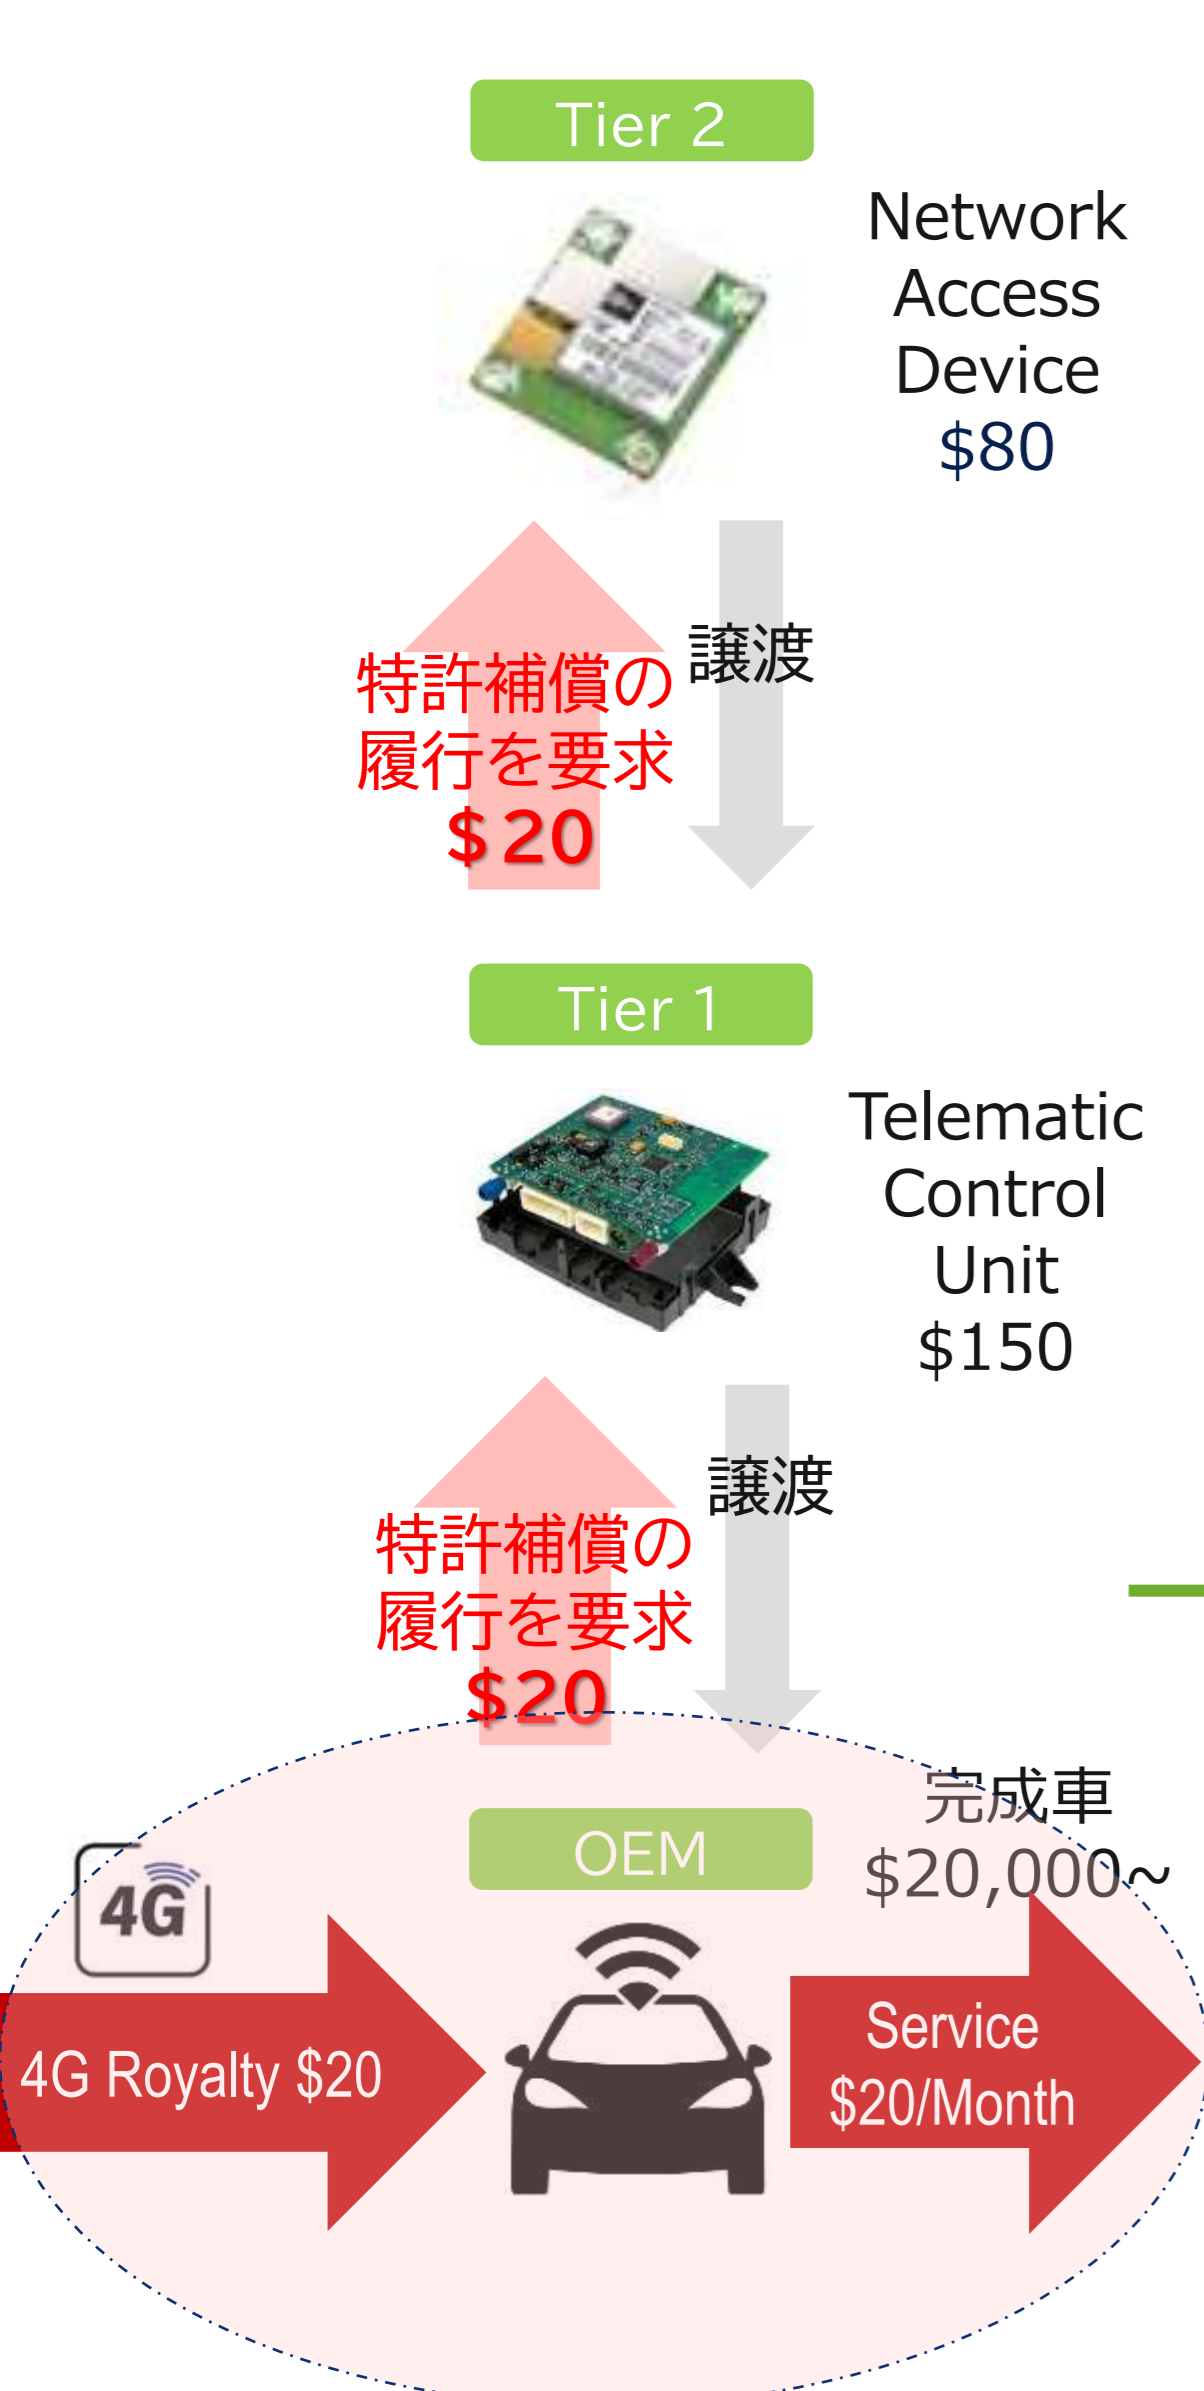 Tier 2
Network
Access
Device
$80
譲渡
特許補償の
履行を要求
$20
Tier 1
Telematic
Control
Unit
$150
譲渡
特許補償の
履行を要求
$20
完成車
$20,000~
OEM
4G
4G Royalty $20
Service
$20/Month